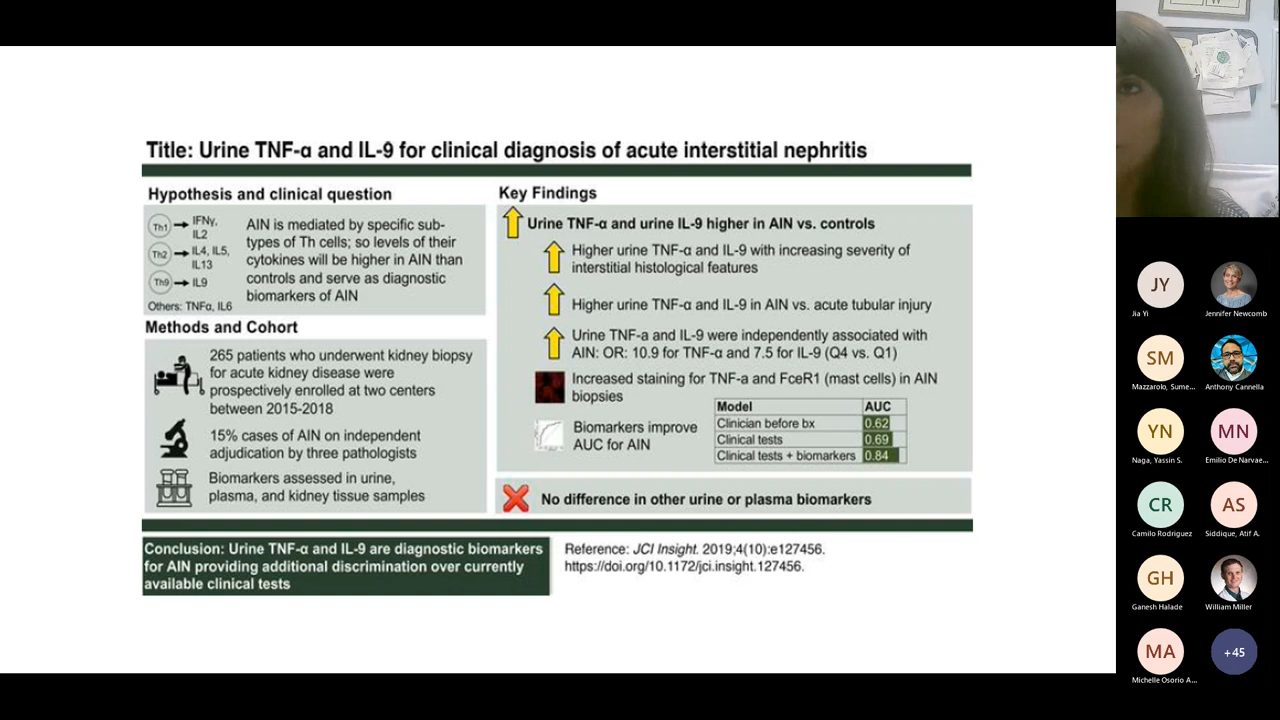 Title: Urine TNF-α and IL-9 for clinical diagnosis of acute interstitial nephritis
Hypothesis and clinical question
Th1
IFNγ,
IL2
Th2
IL4, IL5,
IL13
Th9
IL9
Others: TNFα, IL6
AIN is mediated by specific sub-
types of Th cells; so levels of their
cytokines will be higher in AIN than
controls and serve as diagnostic
biomarkers of AIN
Methods and Cohort
265 patients who underwent kidney biopsy
for acute kidney disease were
prospectively enrolled at two centers
between 2015-2018
15% cases of AIN on independent
adjudication by three pathologists
Biomarkers assessed in urine,
plasma, and kidney tissue samples
Key Findings
Urine TNF-α and urine IL-9 higher in AIN vs. controls
Higher urine TNF-α and IL-9 with increasing severity of
interstitial histological features
Higher urine TNF-α and IL-9 in AIN vs. acute tubular injury
Urine TNF-a and IL-9 were independently associated with
AIN: OR: 10.9 for TNF-α and 7.5 for IL-9 (Q4 vs. Q1)
Increased staining for TNF-a and FceR1 (mast cells) in AIN
biopsies
Biomarkers improve
AUC for AIN
Model AUC
Clinician before bx 0.62
Clinical tests 0.69
Clinical tests + biomarkers 0.84
No difference in other urine or plasma biomarkers
Conclusion: Urine TNF-α and IL-9 are diagnostic biomarkers
for AIN providing additional discrimination over currently
available clinical tests
Reference: JCI Insight. 2019;4(10):e127456.
https://doi.org/10.1172/jci.insight.127456.
JY
Jia Yi
Jennifer Newcomb
SM
Mazzarolo, Sume...
Anthony Cannella
YN
Naga, Yassin S.
MN
Emilio De Narvae...
CR
Camilo Rodriguez
AS
Siddique, Atif A.
GH
Ganesh Halade
William Miller
MA
Michelle Osorio A...
+45